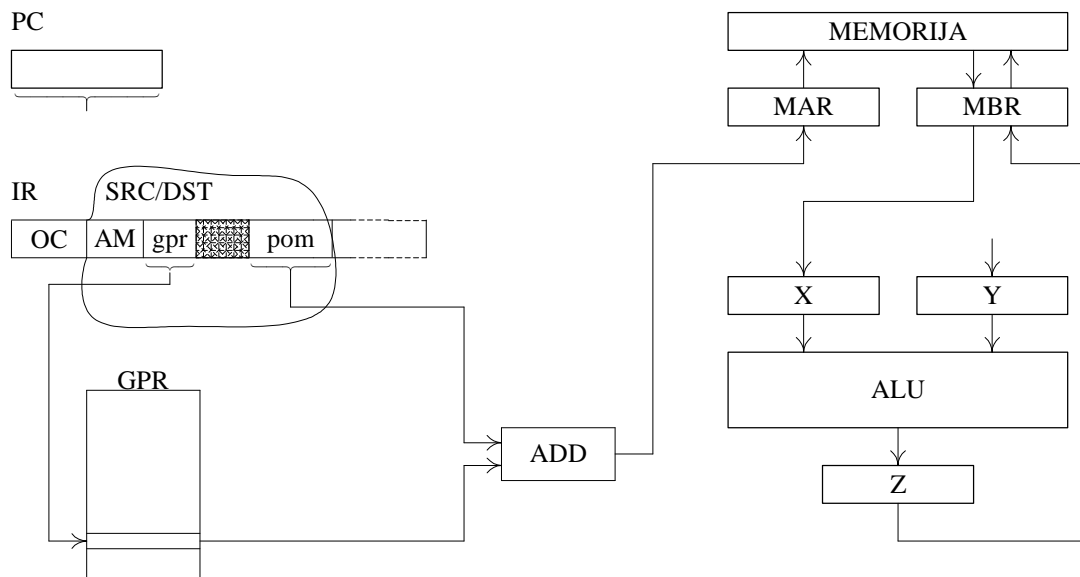 PC
MEMORIJA
MAR MBR
IR SRC/DST
OC AM gpr pom
X Y
GPR
ALU
ADD
Z